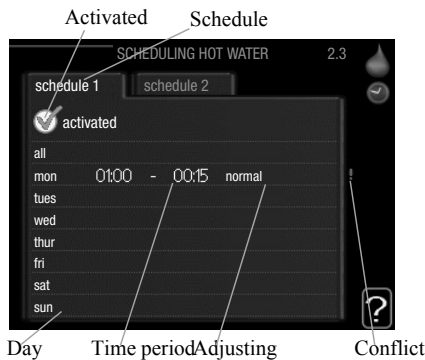 Activated Schedule
SCHEDULING HOT WATER 2.3
schedule 1 schedule 2
activated
all
mon 01:00 - 00:15 normal
tues
wed
thur
fri
sat
sun
?
Day Time period Adjusting Conflict